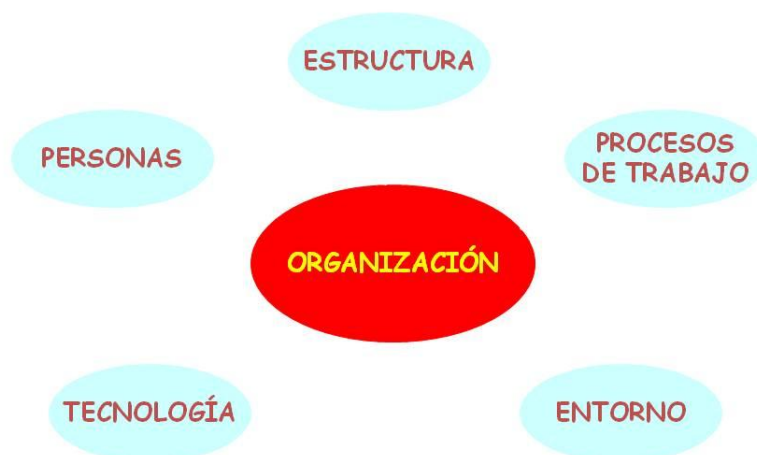 ESTRUCTURA
PERSONAS
PROCESOS
DE TRABAJO
ORGANIZACIÓN
TECNOLOGÍA
ENTORNO